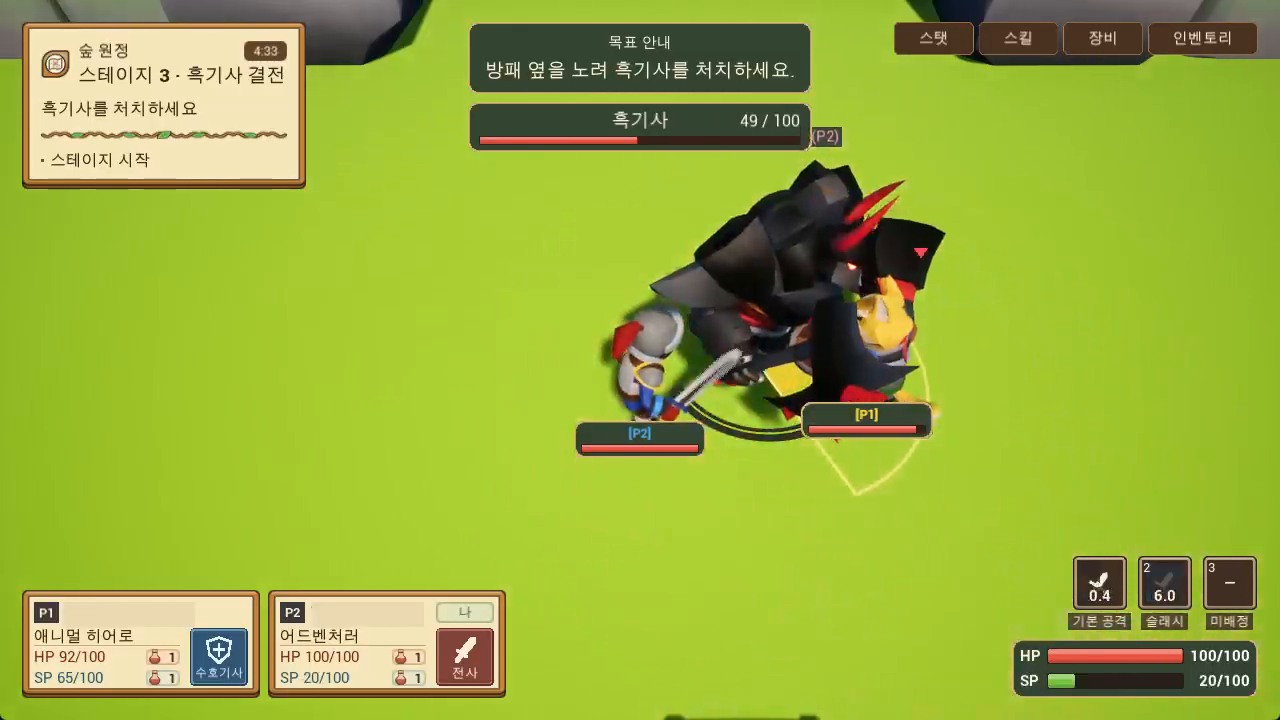 숲 원정
4:33
스테이지 3 · 흑기사 결전
흑기사를 처치하세요
· 스테이지 시작
목표 안내
방패 옆을 노려 흑기사를 처치하세요.
흑기사 49 / 100
(P2)
스탯 스킬 장비 인벤토리
[P1]
[P2]
P1
애니멀 히어로
HP 92/100 1
SP 65/100 1
수호기사
P2 나
어드벤처러
HP 100/100 1
SP 20/100 1
전사
0.4
2
6.0
3
–
기본 공격 슬래시 미배정
HP 100/100
SP 20/100